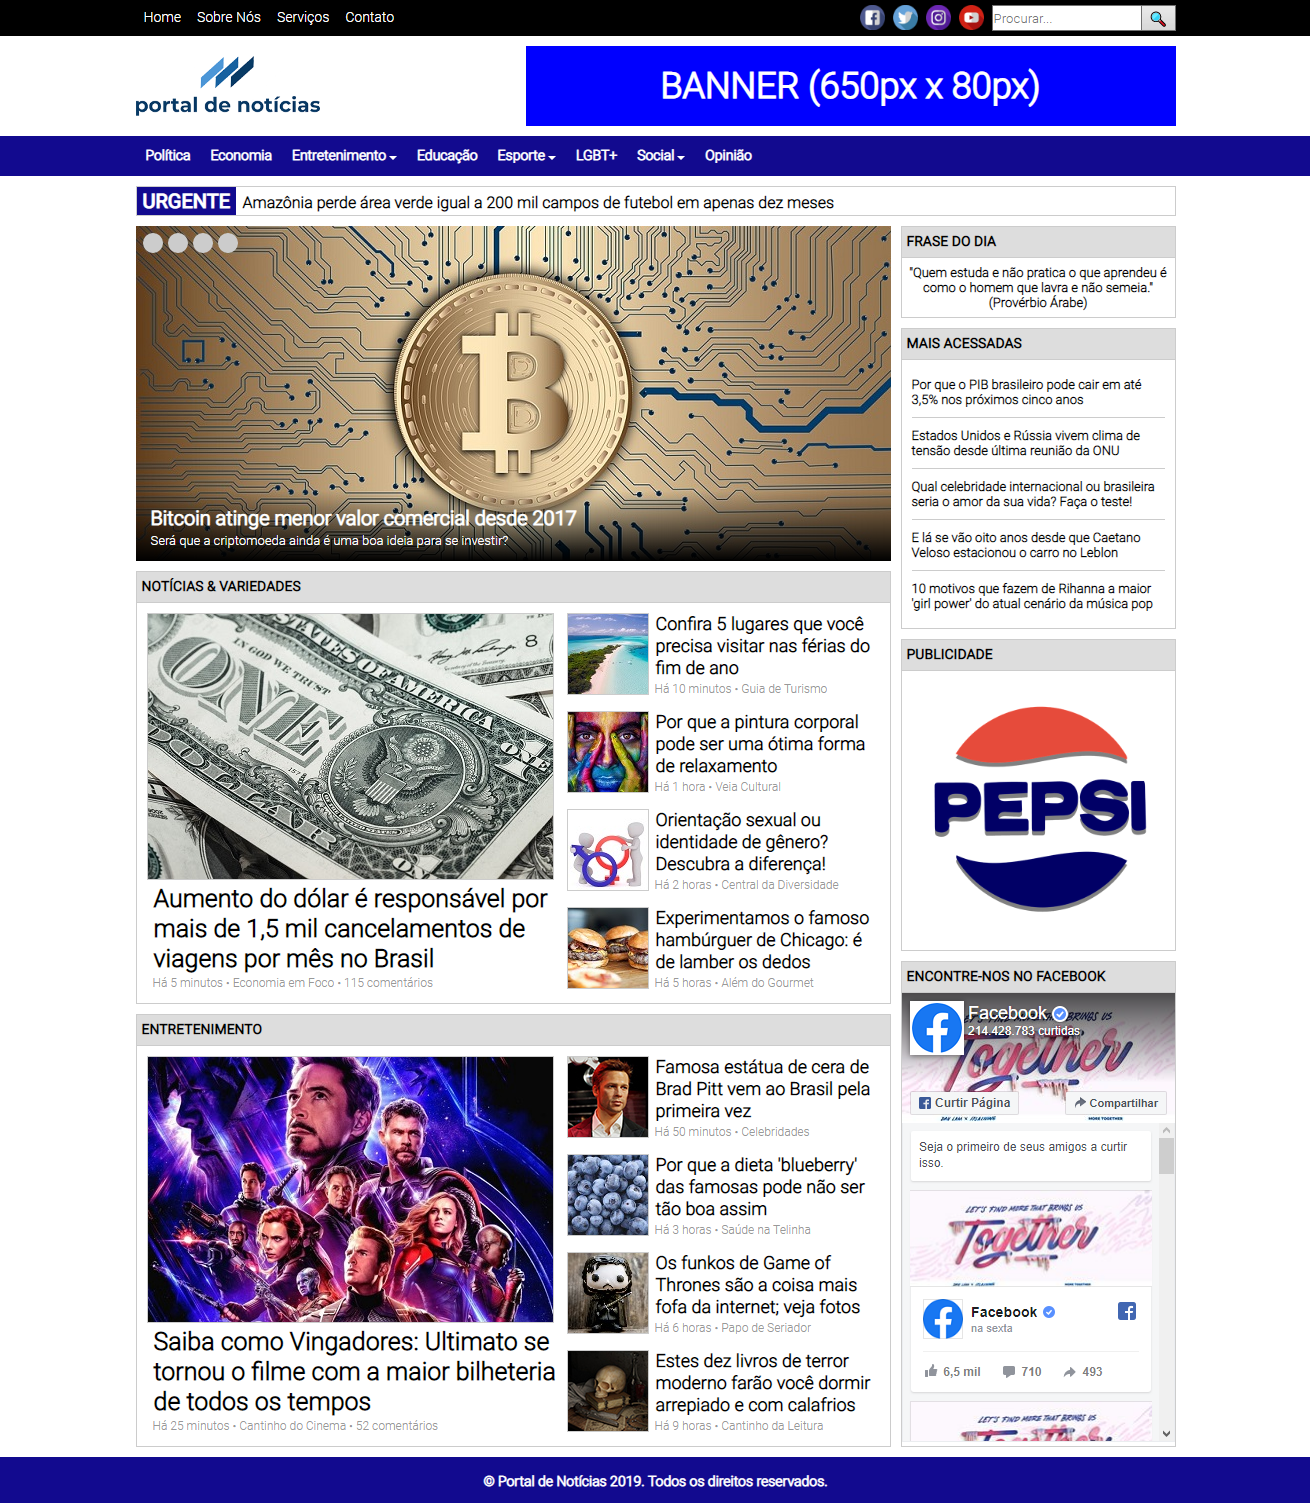 Home Sobre Nós Serviços Contato
Procurar...
portal de notícias
BANNER (650px x 80px)
Política Economia Entretenimento Educação Esporte LGBT+ Social Opinião
URGENTE Amazônia perde área verde igual a 200 mil campos de futebol em apenas dez meses
Bitcoin atinge menor valor comercial desde 2017
Será que a criptomoeda ainda é uma boa ideia para se investir?
NOTÍCIAS & VARIEDADES
Aumento do dólar é responsável por
mais de 1,5 mil cancelamentos de
viagens por mês no Brasil
Há 5 minutos • Economia em Foco • 115 comentários
Confira 5 lugares que você
precisa visitar nas férias do
fim de ano
Há 10 minutos • Guia de Turismo
Por que a pintura corporal
pode ser uma ótima forma
de relaxamento
Há 1 hora • Veia Cultural
Orientação sexual ou
identidade de gênero?
Descubra a diferença!
Há 2 horas • Central da Diversidade
Experimentamos o famoso
hambúrguer de Chicago: é
de lamber os dedos
Há 5 horas • Além do Gourmet
ENTRETENIMENTO
Saiba como Vingadores: Ultimato se
tornou o filme com a maior bilheteria
de todos os tempos
Há 25 minutos • Cantinho do Cinema • 52 comentários
Famosa estátua de cera de
Brad Pitt vem ao Brasil pela
primeira vez
Há 50 minutos • Celebridades
Por que a dieta 'blueberry'
das famosas pode não ser
tão boa assim
Há 3 horas • Saúde na Telinha
Os funkos de Game of
Thrones são a coisa mais
fofa da internet; veja fotos
Há 6 horas • Papo de Seriador
Estes dez livros de terror
moderno farão você dormir
arrepiado e com calafrios
Há 9 horas • Cantinho da Leitura
FRASE DO DIA
"Quem estuda e não pratica o que aprendeu é
como o homem que lavra e não semeia."
(Provérbio Árabe)
MAIS ACESSADAS
Por que o PIB brasileiro pode cair em até
3,5% nos próximos cinco anos
Estados Unidos e Rússia vivem clima de
tensão desde última reunião da ONU
Qual celebridade internacional ou brasileira
seria o amor da sua vida? Faça o teste!
E lá se vão oito anos desde que Caetano
Veloso estacionou o carro no Leblon
10 motivos que fazem de Rihanna a maior
'girl power' do atual cenário da música pop
PUBLICIDADE
PEPSI
ENCONTRE-NOS NO FACEBOOK
Facebook
214.428.783 curtidas
Together
Curtir Página Compartilhar
MORE TOGETHER
Seja o primeiro de seus amigos a curtir
isso.
LET'S FIND MORE THAT BRINGS US
Together
Facebook
na sexta
6,5 mil 710 493
LET'S FIND MORE THAT BRINGS US
Together
© Portal de Notícias 2019. Todos os direitos reservados.